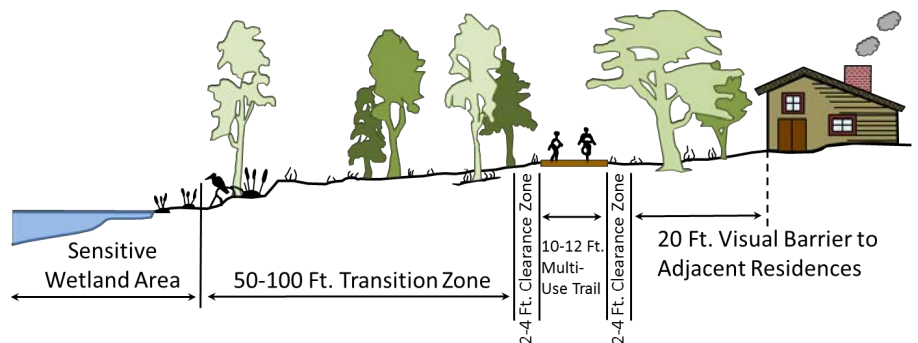 Sensitive
Wetland Area
50-100 Ft. Transition Zone
2-4 Ft. Clearance Zone
10-12 Ft.
Multi-
Use Trail
2-4 Ft. Clearance Zone
20 Ft. Visual Barrier to
Adjacent Residences